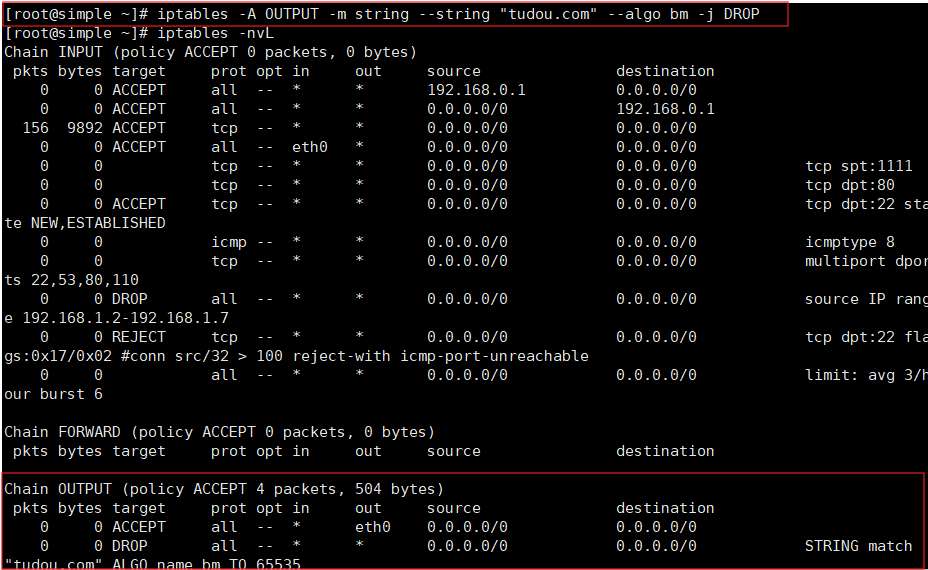 [root@simple ~]# iptables -A OUTPUT -m string --string "tudou.com" --algo bm -j DROP
[root@simple ~]# iptables -nvL
Chain INPUT (policy ACCEPT 0 packets, 0 bytes)
 pkts bytes target     prot opt in     out     source               destination
    0     0 ACCEPT     all  --  *      *       192.168.0.1          0.0.0.0/0
    0     0 ACCEPT     all  --  *      *       0.0.0.0/0            192.168.0.1
  156  9892 ACCEPT     tcp  --  *      *       0.0.0.0/0            0.0.0.0/0
    0     0 ACCEPT     all  --  eth0   *       0.0.0.0/0            0.0.0.0/0
    0     0            tcp  --  *      *       0.0.0.0/0            0.0.0.0/0           tcp spt:1111
    0     0            tcp  --  *      *       0.0.0.0/0            0.0.0.0/0           tcp dpt:80
    0     0 ACCEPT     tcp  --  *      *       0.0.0.0/0            0.0.0.0/0           tcp dpt:22 sta
te NEW,ESTABLISHED
    0     0            icmp --  *      *       0.0.0.0/0            0.0.0.0/0           icmptype 8
    0     0            tcp  --  *      *       0.0.0.0/0            0.0.0.0/0           multiport dpor
ts 22,53,80,110
    0     0 DROP       all  --  *      *       0.0.0.0/0            0.0.0.0/0           source IP rang
e 192.168.1.2-192.168.1.7
    0     0 REJECT     tcp  --  *      *       0.0.0.0/0            0.0.0.0/0           tcp dpt:22 fla
gs:0x17/0x02 #conn src/32 > 100 reject-with icmp-port-unreachable
    0     0            all  --  *      *       0.0.0.0/0            0.0.0.0/0           limit: avg 3/h
our burst 6
Chain FORWARD (policy ACCEPT 0 packets, 0 bytes)
 pkts bytes target     prot opt in     out     source               destination
Chain OUTPUT (policy ACCEPT 4 packets, 504 bytes)
 pkts bytes target     prot opt in     out     source               destination
    0     0 ACCEPT     all  --  *      eth0    0.0.0.0/0            0.0.0.0/0
    0     0 DROP       all  --  *      *       0.0.0.0/0            0.0.0.0/0           STRING match
"tudou.com" ALGO name bm TO 65535